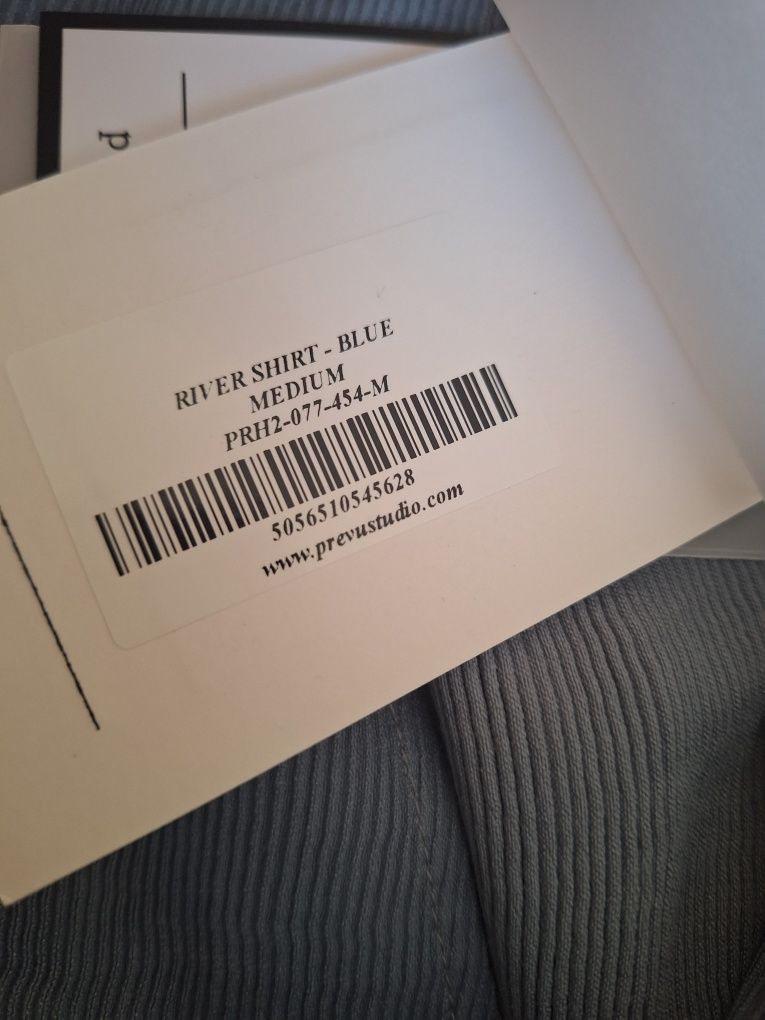 RIVER SHIRT - BLUE
MEDIUM
PRH2-077-454-M
5056510545628
www.prevustudio.com